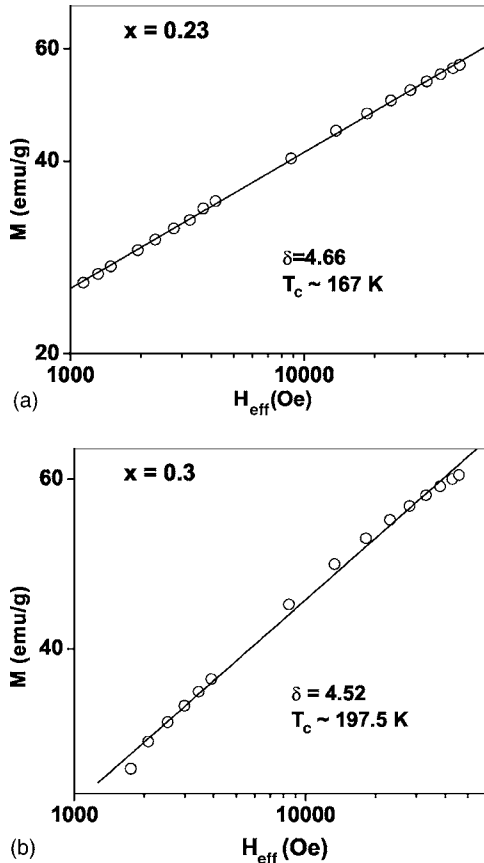 x = 0.23
60
40
20
M (emu/g)
δ=4.66
T_c ~ 167 K
1000 10000
H_eff(Oe)
(a)
x = 0.3
60
40
M (emu/g)
δ = 4.52
T_c ~ 197.5 K
1000 10000
H_eff (Oe)
(b)